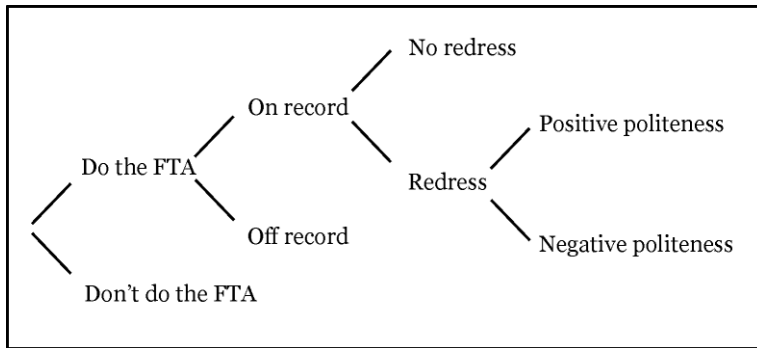 No redress
On record
Positive politeness
Do the FTA
Redress
Off record
Negative politeness
Don't do the FTA